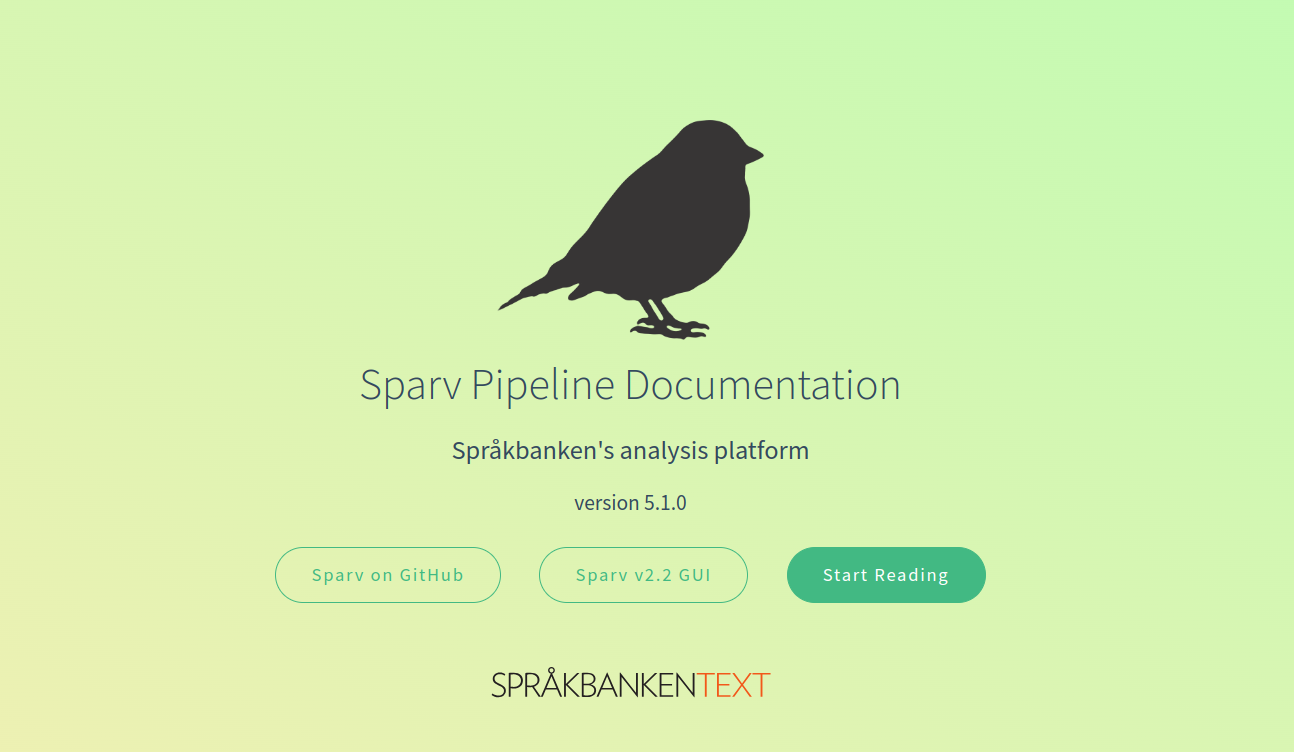 Sparv Pipeline Documentation
Språkbanken's analysis platform
version 5.1.0
Sparv on GitHub
Sparv v2.2 GUI
Start Reading
SPRÅKBANKENTEXT